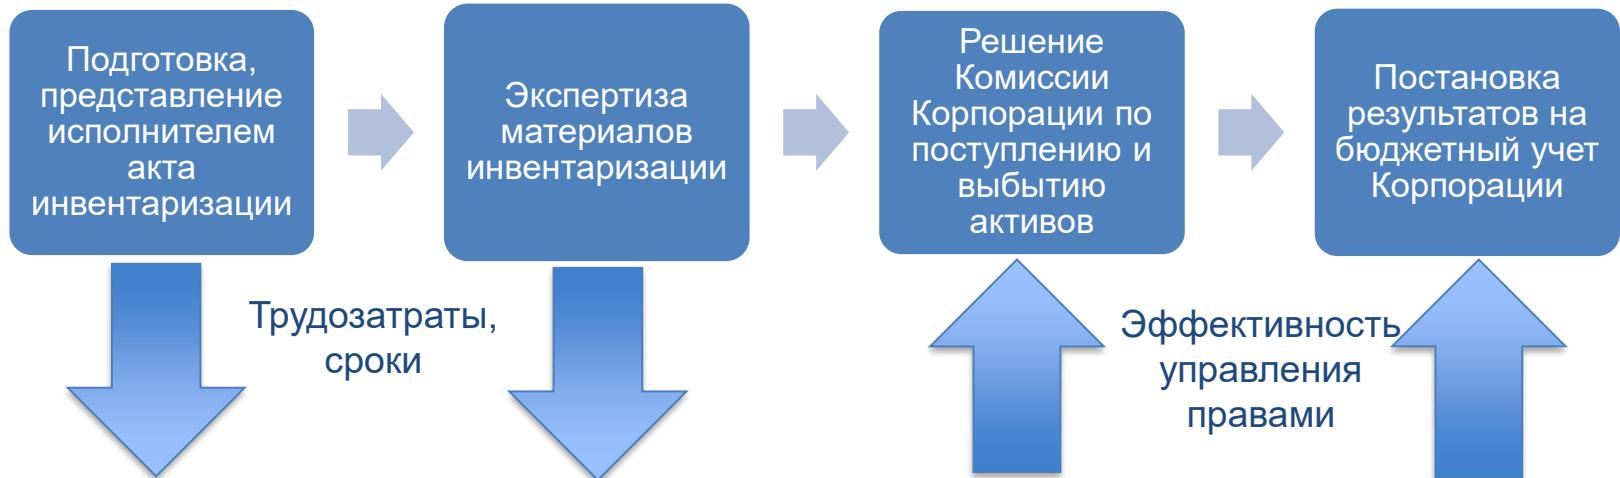 Подготовка,
представление
исполнителем
акта
инвентаризации
Экспертиза
материалов
инвентаризации
Решение
Комиссии
Корпорации по
поступлению и
выбытию
активов
Постановка
результатов на
бюджетный учет
Корпорации
Трудозатраты,
сроки
Эффективность
управления
правами